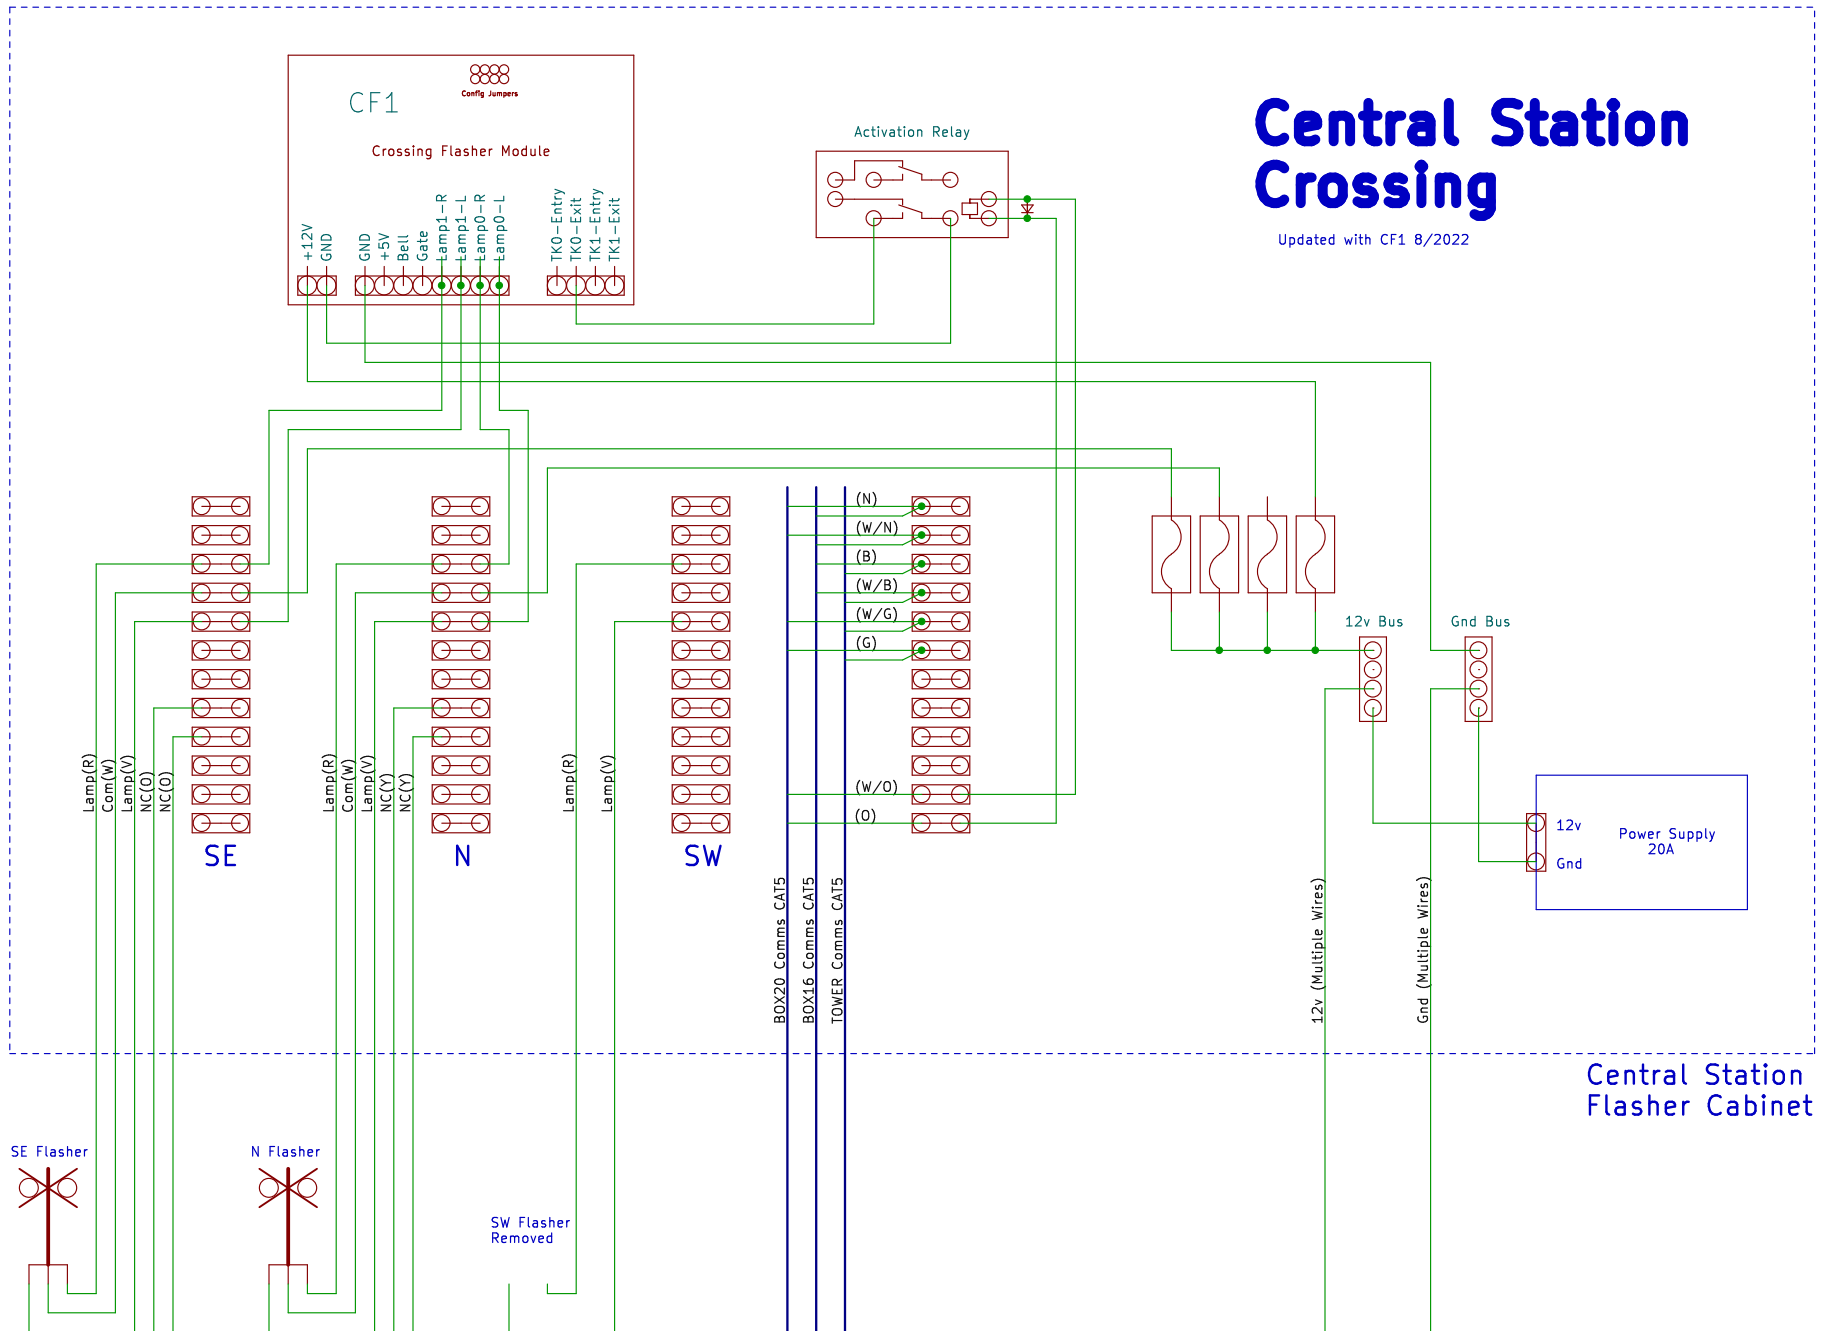 Config Jumpers
CF1
Crossing Flasher Module
+12V
GND
GND
+5V
Bell
Gate
Lamp1-R
Lamp1-L
Lamp0-R
Lamp0-L
TK0-Entry
TK0-Exit
TK1-Entry
TK1-Exit
Activation Relay
Central Station
Crossing
Updated with CF1 8/2022
(N)
(W/N)
(B)
(W/B)
(W/G)
(G)
(W/O)
(O)
12v Bus
Gnd Bus
Lamp(R)
Com(W)
Lamp(V)
NC(O)
NC(O)
Lamp(R)
Com(W)
Lamp(V)
NC(Y)
NC(Y)
Lamp(R)
Lamp(V)
SE
N
SW
12v
Gnd
Power Supply
20A
BOX20 Comms CAT5
BOX16 Comms CAT5
TOWER Comms CAT5
12v (Multiple Wires)
Gnd (Multiple Wires)
Central Station
Flasher Cabinet
SE Flasher
N Flasher
SW Flasher
Removed